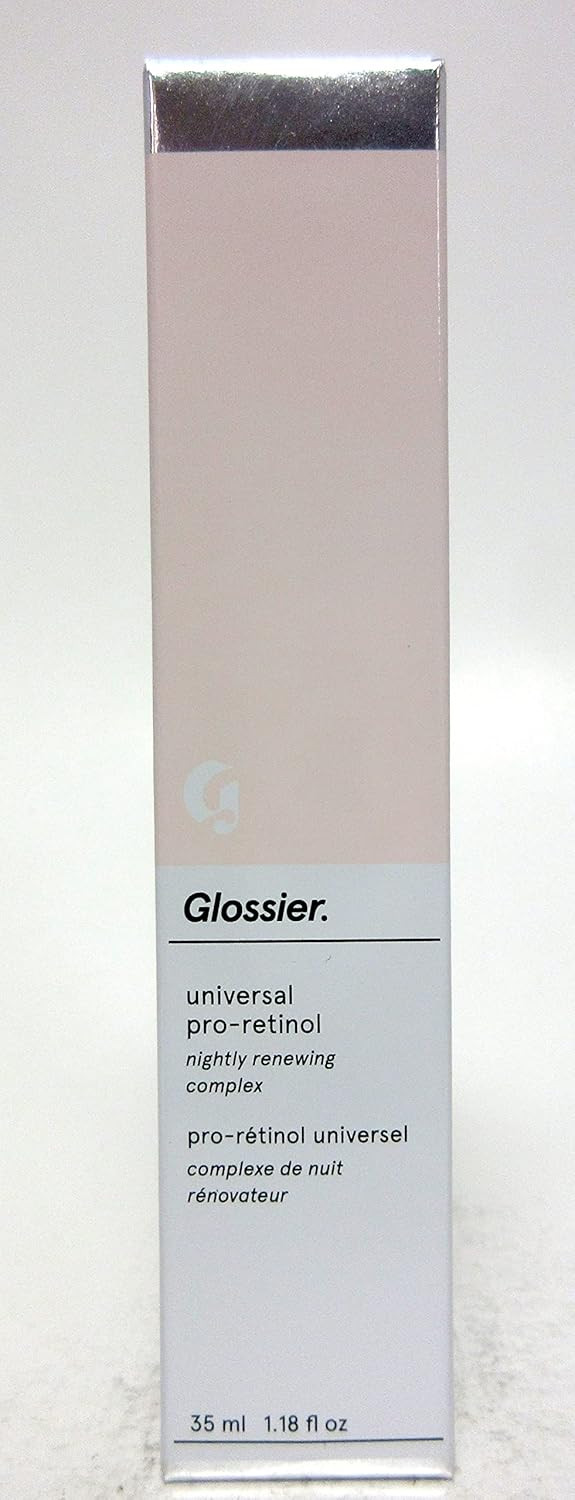 G
Glossier.
universal
pro-retinol
nightly renewing
complex
pro-rétinol universel
complexe de nuit
rénovateur
35 ml 1.18 fl oz